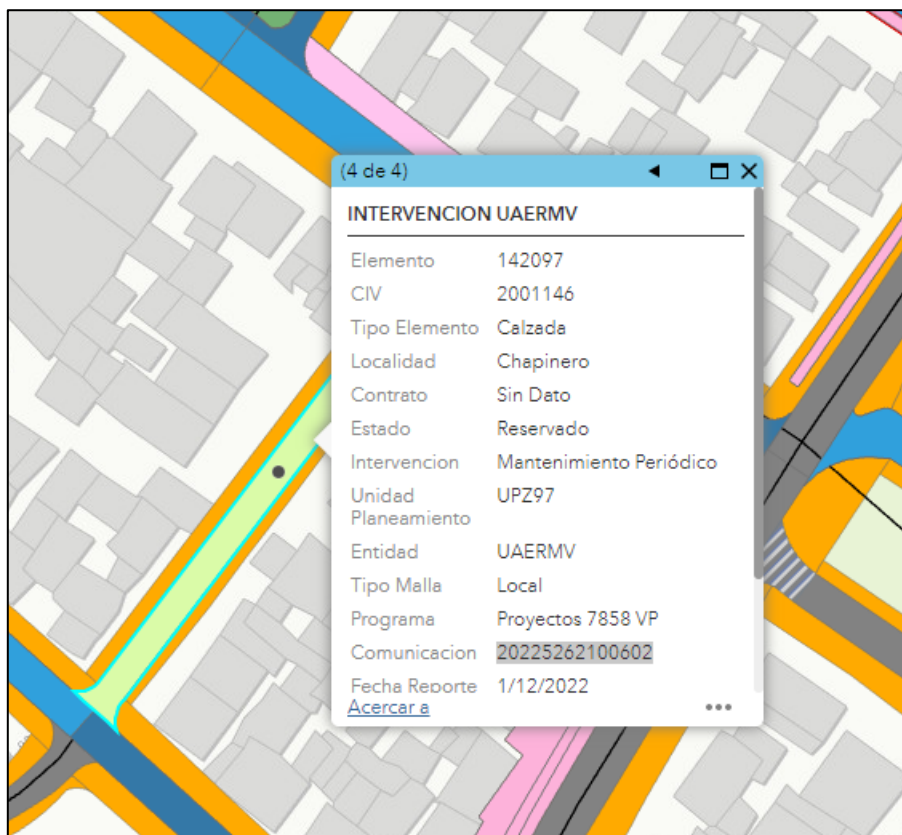 (4 de 4)
INTERVENCION UAERMV
Elemento 142097
CIV 2001146
Tipo Elemento Calzada
Localidad Chapinero
Contrato Sin Dato
Estado Reservado
Intervencion Mantenimiento Periódico
Unidad UPZ97
Planeamiento
Entidad UAERMV
Tipo Malla Local
Programa Proyectos 7858 VP
Comunicacion 20225262100602
Fecha Reporte 1/12/2022
Acercar a